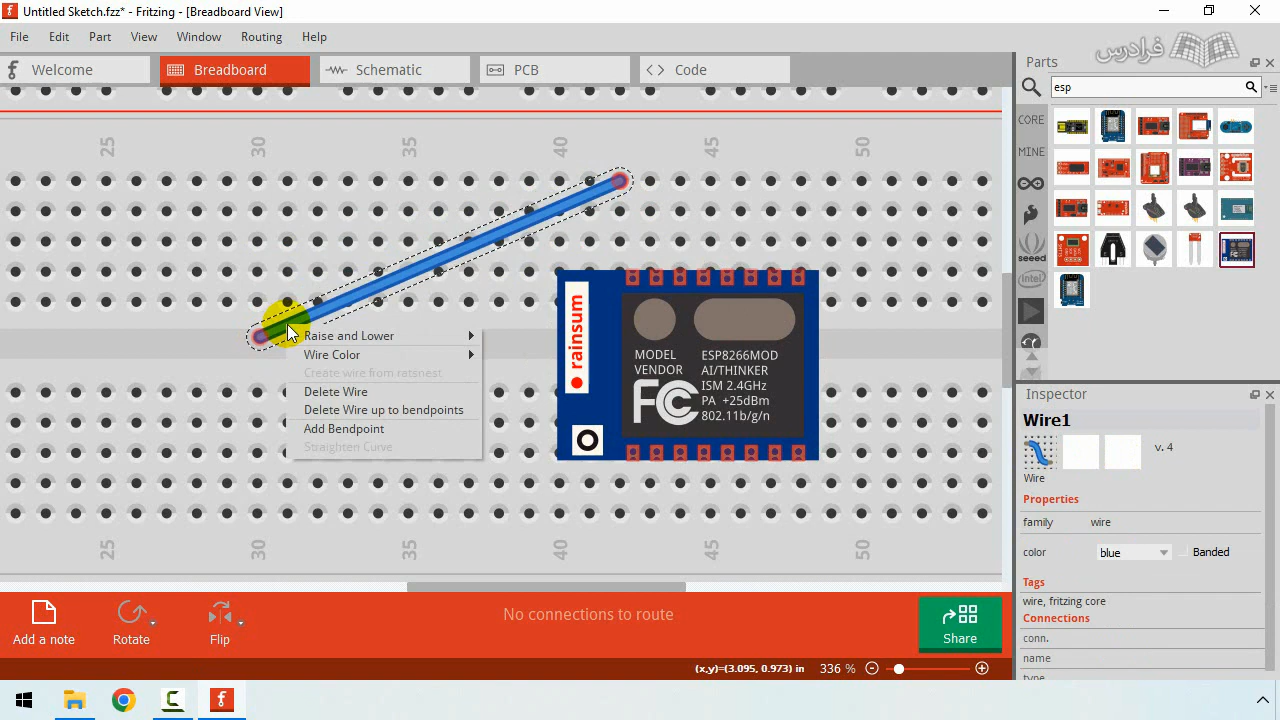 Untitled Sketch.fzz* - Fritzing - [Breadboard View]
File Edit Part View Window Routing Help
فرادرس
Welcome Breadboard Schematic PCB Code
Parts
esp
CORE
MINE
seeed
intel
25 30 35 40 45 50
rainsum
MODEL ESP8266MOD
VENDOR AI/THINKER
ISM 2.4GHz
PA +25dBm
802.11b/g/n
FC
Raise and Lower
Wire Color
Create wire from ratsnest
Delete Wire
Delete Wire up to bendpoints
Add Bendpoint
Straighten Curve
25 30 35 40 45 50
Inspector
Wire1
v. 4
Wire
Properties
family wire
color blue Banded
Tags
wire, fritzing core
Connections
conn.
name
type
Add a note Rotate Flip
No connections to route
Share
(x,y)=(3.095, 0.973) in 336 %